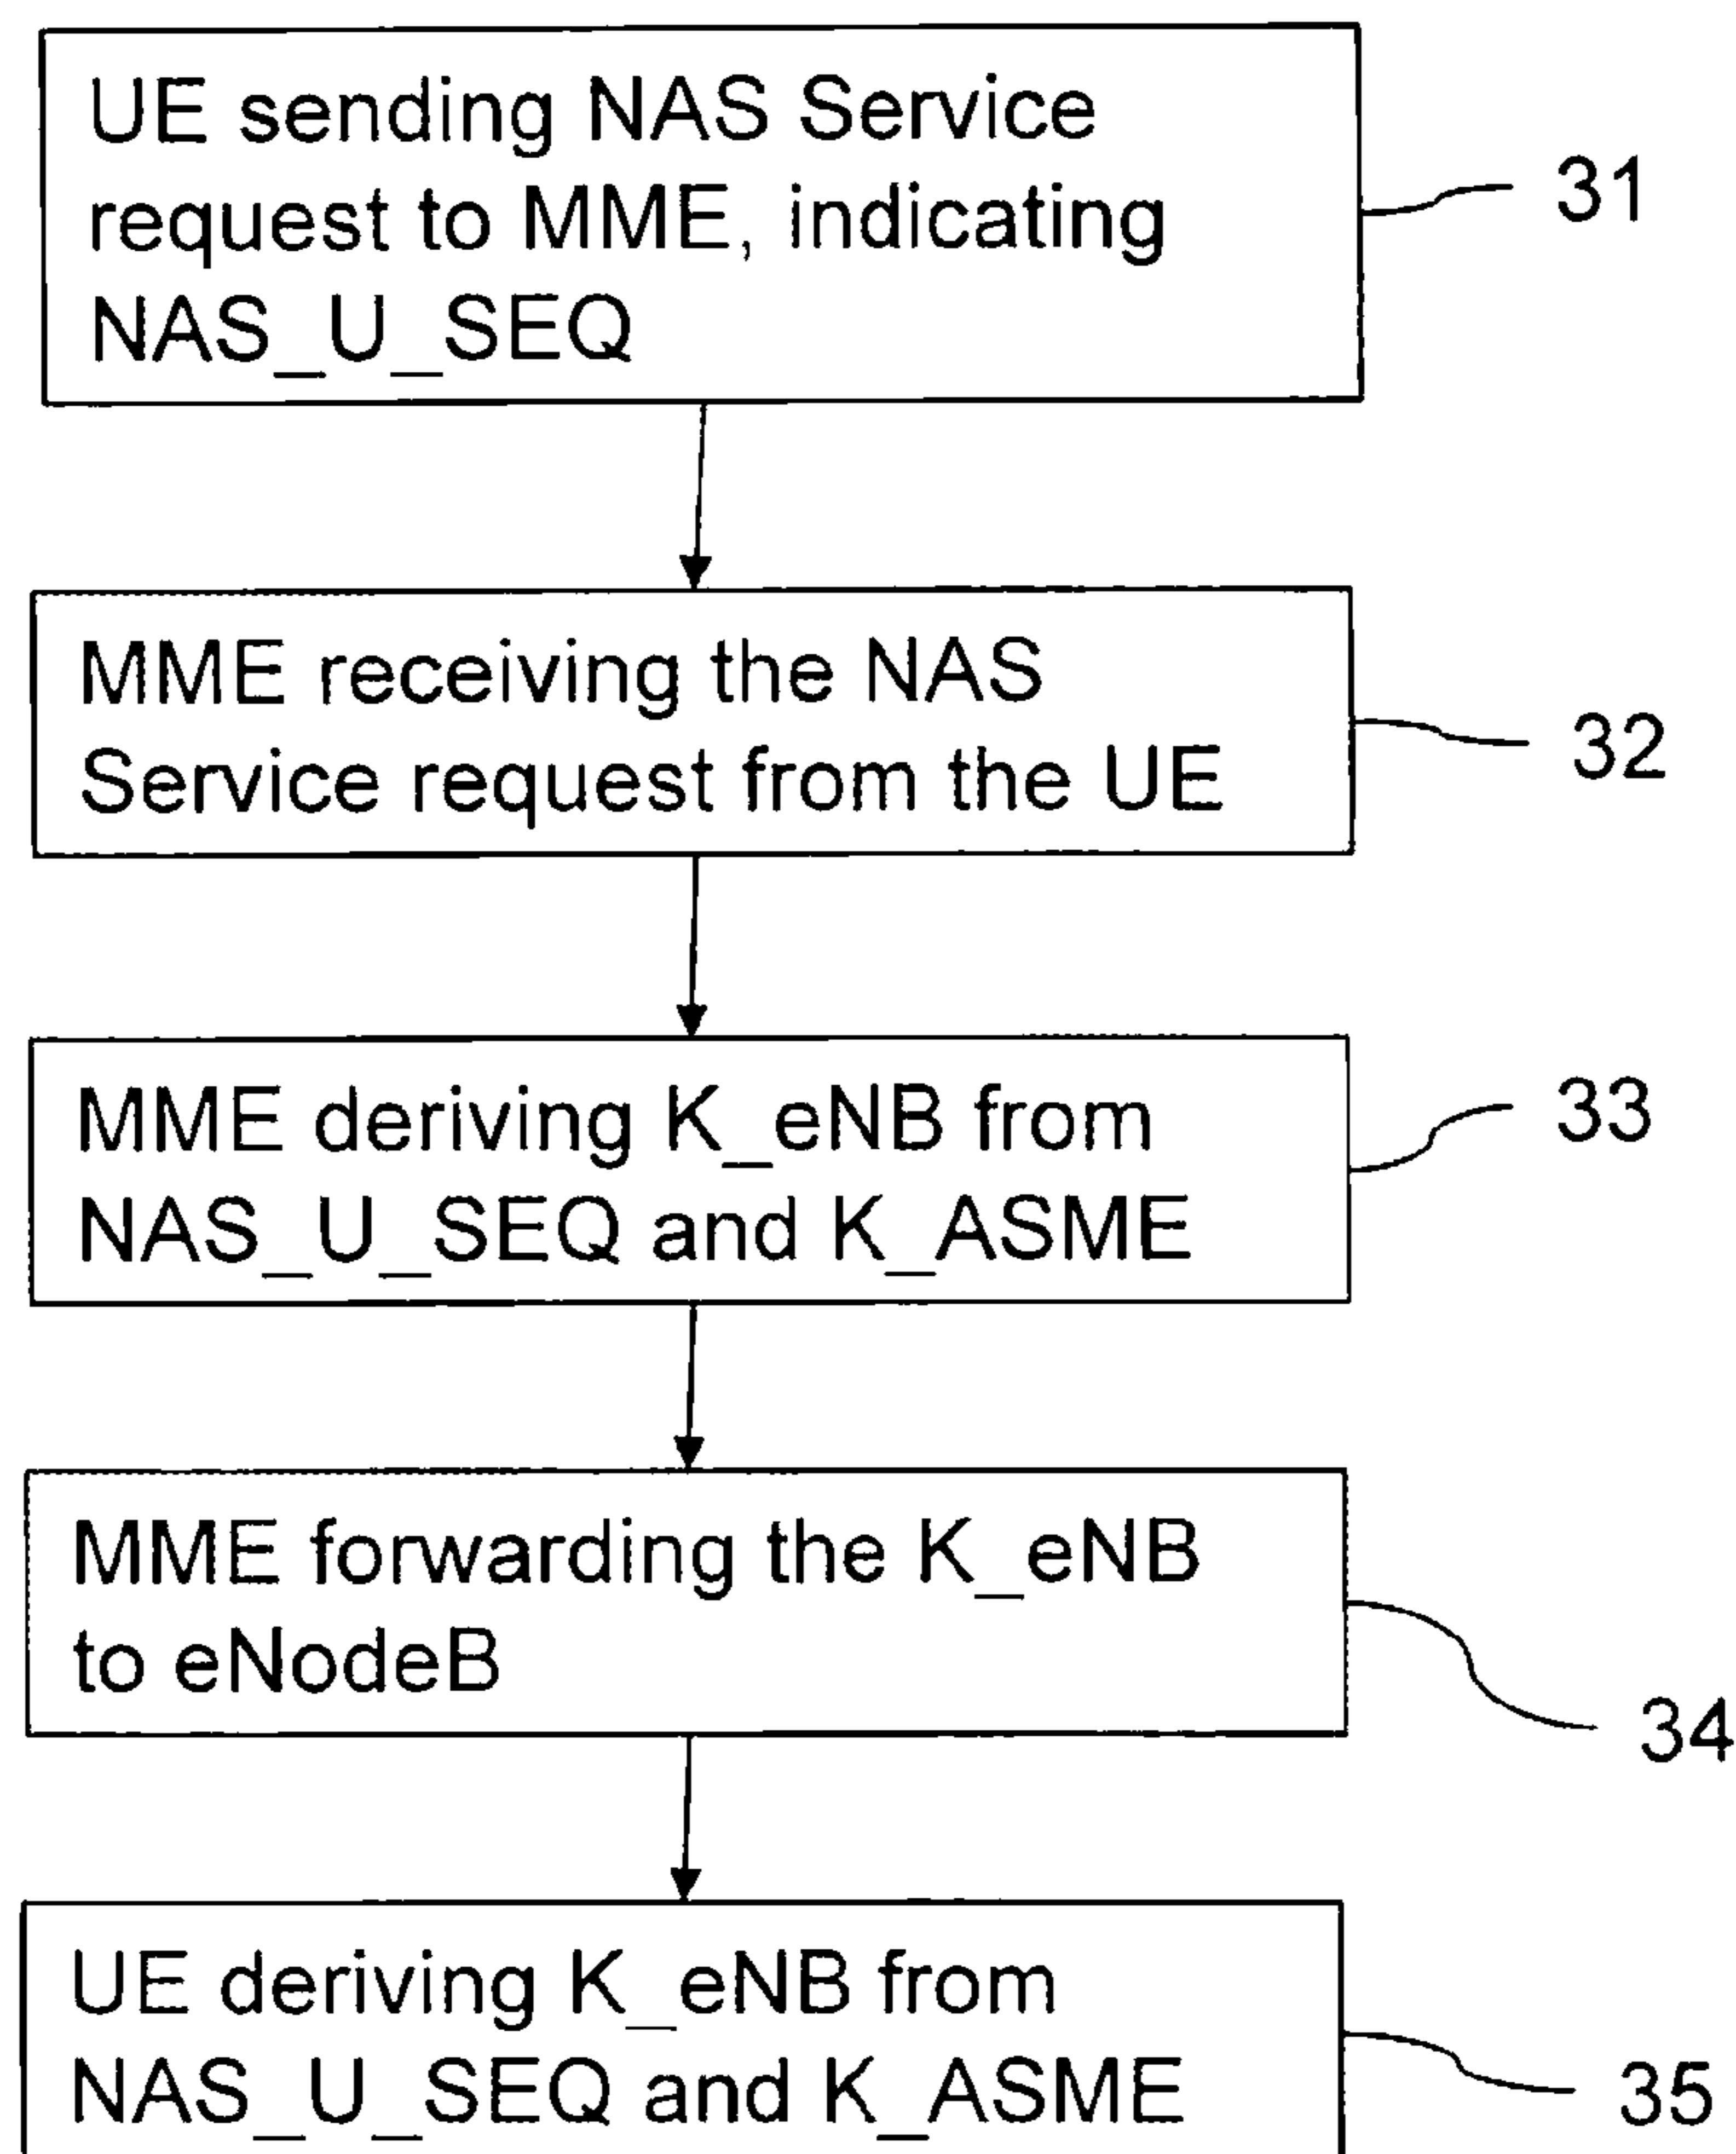 UE sending NAS Service
request to MME, indicating
NAS_U_SEQ
31
MME receiving the NAS
Service request from the UE
32
MME deriving K_eNB from
NAS_U_SEQ and K_ASME
33
MME forwarding the K_eNB
to eNodeB
34
UE deriving K_eNB from
NAS_U_SEQ and K_ASME
35